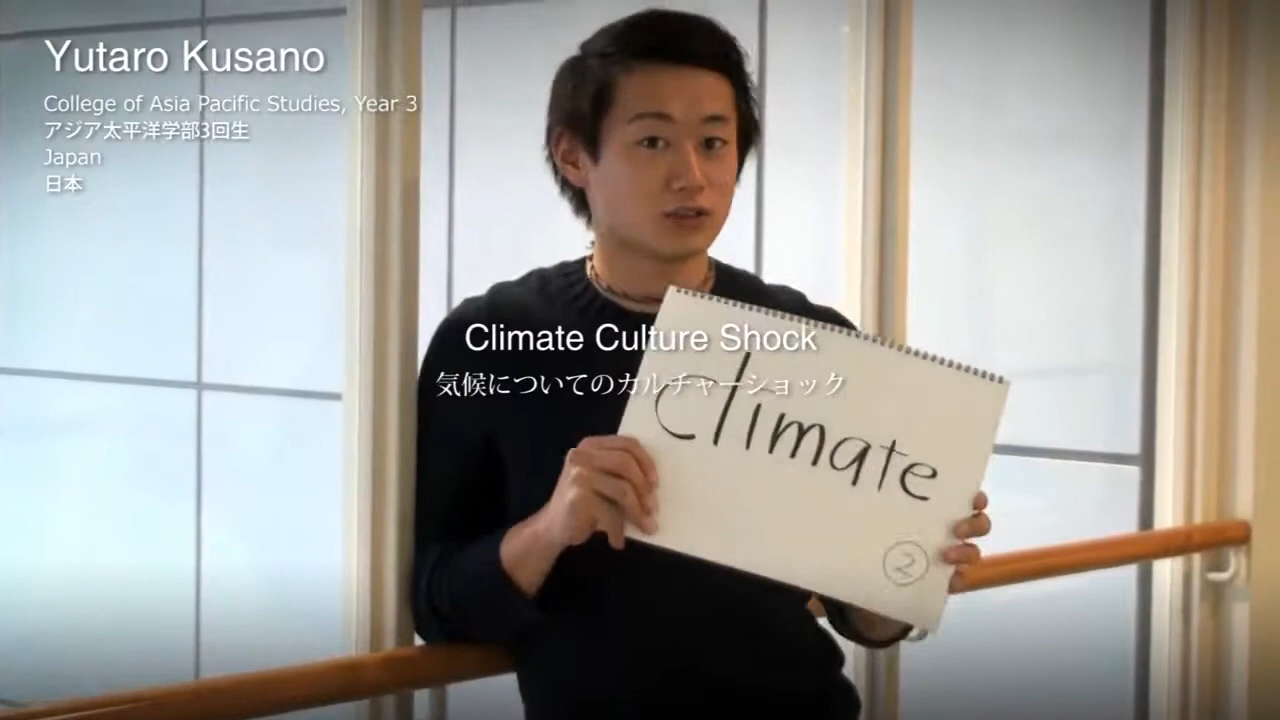 Yutaro Kusano
College of Asia Pacific Studies, Year 3
アジア太平洋学部3回生
Japan
日本
Climate Culture Shock
気候についてのカルチャーショック
climate
2